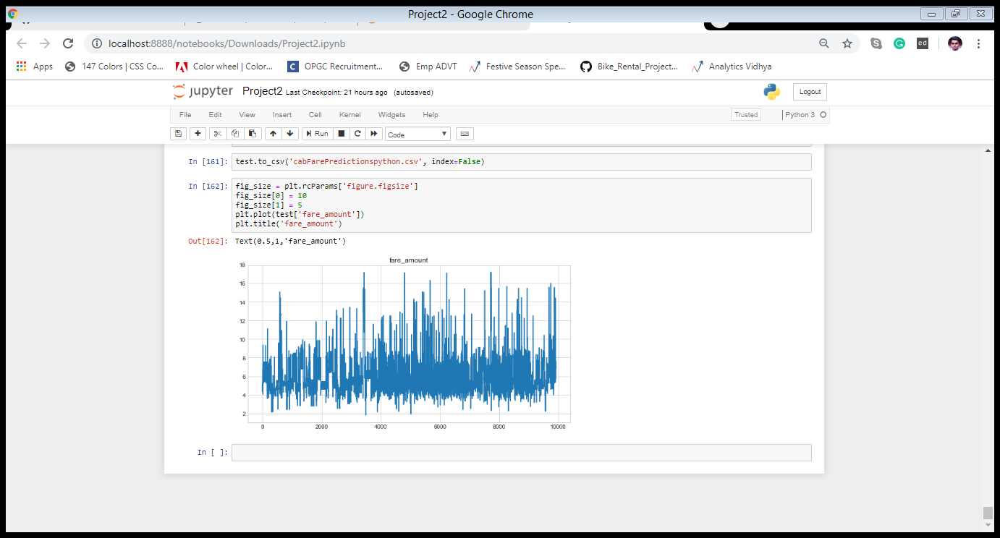 Project2 - Google Chrome
localhost:8888/notebooks/Downloads/Project2.ipynb
ed
Apps 147 Colors | CSS Co... Color wheel | Color... C OPGC Recruitment... Emp ADVT Festive Season Spe... Bike_Rental_Project... Analytics Vidhya
jupyter Project2 Last Checkpoint: 21 hours ago (autosaved) Logout
File Edit View Insert Cell Kernel Widgets Help Trusted Python 3
Run Code
In [161]: test.to_csv('cabFarePredictionspython.csv', index=False)
In [162]: fig_size = plt.rcParams['figure.figsize']
fig_size[0] = 10
fig_size[1] = 5
plt.plot(test['fare_amount'])
plt.title('fare_amount')
Out[162]: Text(0.5,1,'fare_amount')
fare_amount
18
16
14
12
10
8
6
4
2
0 2000 4000 6000 8000 10000
In [ ]: